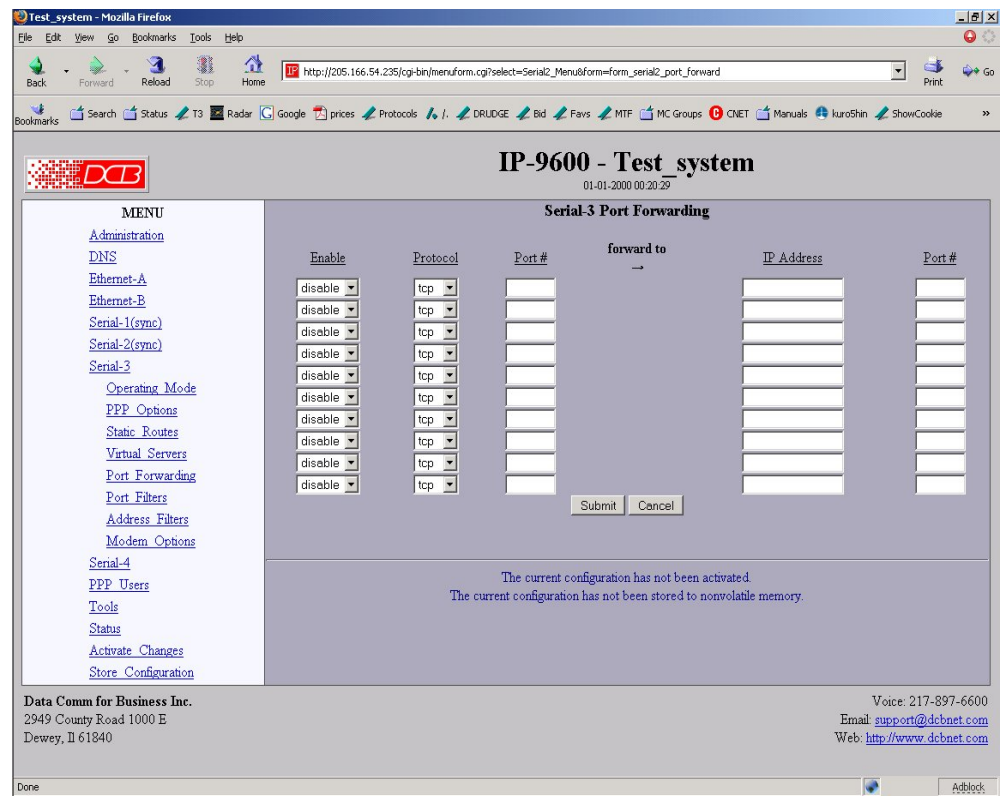 Test_system - Mozilla Firefox
File Edit View Go Bookmarks Tools Help
Back Forward Reload Stop Home http://205.166.54.235/cgi-bin/menuform.cgi?select=Serial2_Menu&form=form_serial2_port_forward Print Go
Bookmarks Search Status T3 Radar Google prices Protocols /. DRUDGE Bid Favs MTF MC Groups CNET Manuals kuro5hin ShowCookie »
DCB
IP-9600 - Test_system
01-01-2000 00:20:29
MENU
Administration
DNS
Ethernet-A
Ethernet-B
Serial-1(sync)
Serial-2(sync)
Serial-3
Operating Mode
PPP Options
Static Routes
Virtual Servers
Port Forwarding
Port Filters
Address Filters
Modem Options
Serial-4
PPP Users
Tools
Status
Activate Changes
Store Configuration
Serial-3 Port Forwarding
Enable Protocol Port # forward to → IP Address Port #
disable tcp
disable tcp
disable tcp
disable tcp
disable tcp
disable tcp
disable tcp
disable tcp
disable tcp
disable tcp
Submit Cancel
The current configuration has not been activated.
The current configuration has not been stored to nonvolatile memory.
Data Comm for Business Inc.
2949 County Road 1000 E
Dewey, Il 61840
Voice: 217-897-6600
Email: support@dcbnet.com
Web: http://www.dcbnet.com
Done Adblock